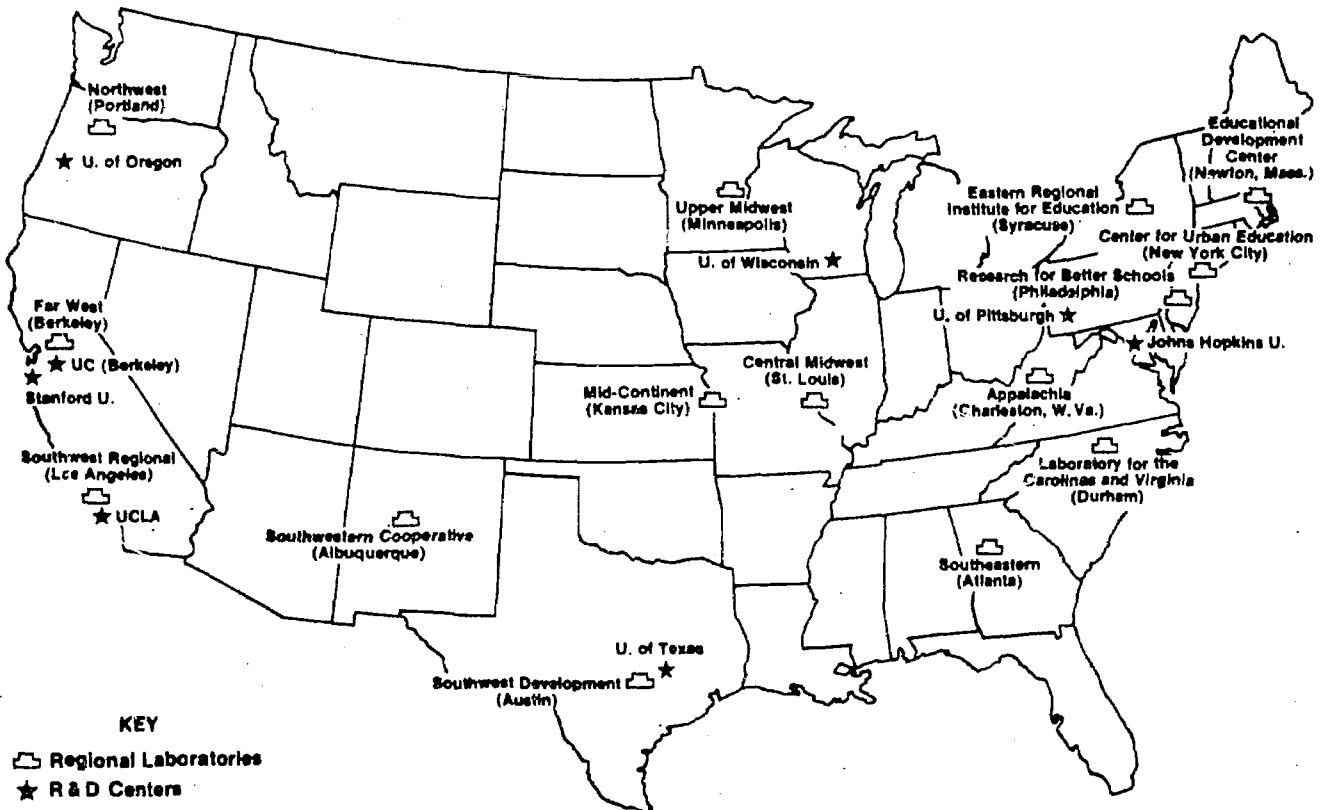 Northwest
(Portland)
U. of Oregon
Far West
(Berkeley)
UC (Berkeley)
Stanford U.
Southwest Regional
(Los Angeles)
UCLA
Southwestern Cooperative
(Albuquerque)
Upper Midwest
(Minneapolis)
U. of Wisconsin
Mid-Continent
(Kansas City)
Central Midwest
(St. Louis)
U. of Texas
Southwest Development
(Austin)
Educational
Development
Center
(Newton, Mass.)
Eastern Regional
Institute for Education
(Syracuse)
Center for Urban Education
(New York City)
Research for Better Schools
(Philadelphia)
U. of Pittsburgh
Johns Hopkins U.
Appalachia
(Charleston, W. Va.)
Laboratory for the
Carolinas and Virginia
(Durham)
Southeastern
(Atlanta)
KEY
Regional Laboratories
R & D Centers